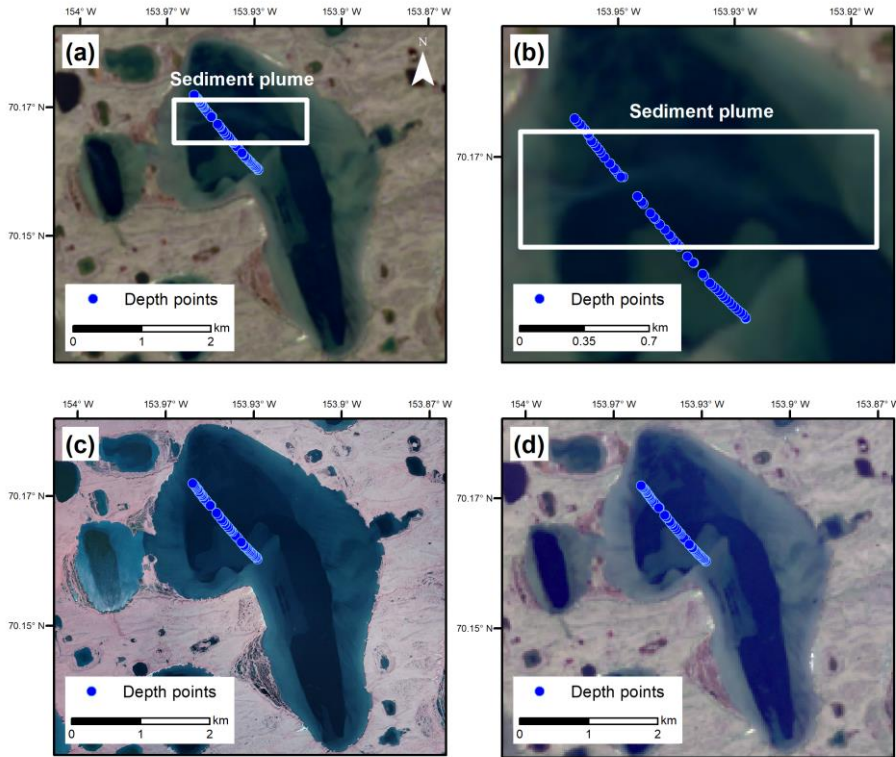 154° W 153.97° W 153.93° W 153.9° W 153.87° W
153.95° W 153.93° W 153.92° W
(a)
N
Sediment plume
70.17° N
70.15° N
Depth points
km
0 1 2
(b)
Sediment plume
70.17° N
Depth points
km
0 0.35 0.7
154° W 153.97° W 153.93° W 153.9° W 153.87° W
154° W 153.97° W 153.93° W 153.9° W 153.87° W
(c)
70.17° N
70.15° N
Depth points
km
0 1 2
(d)
70.17° N
70.15° N
Depth points
km
0 1 2